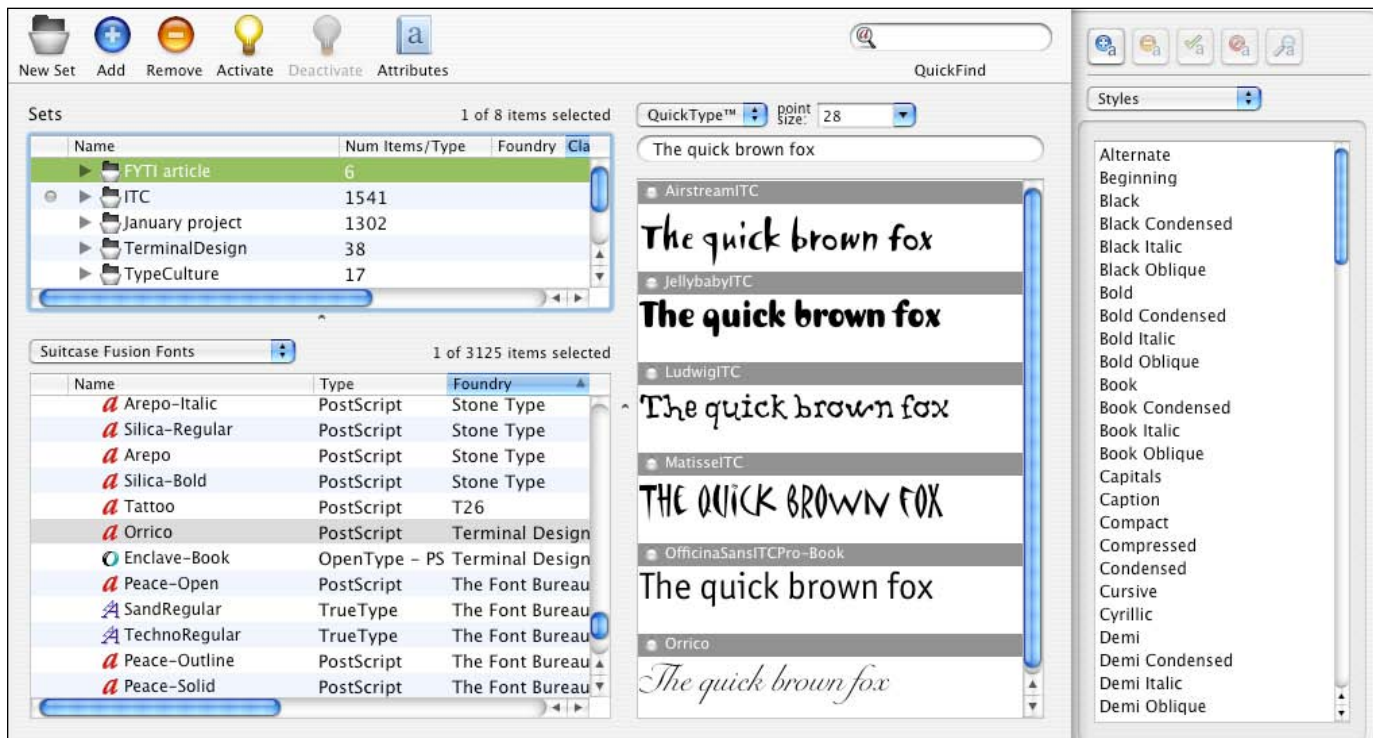 New Set Add Remove Activate Deactivate Attributes
a
QuickFind
Sets 1 of 8 items selected
Name Num Items/Type Foundry Cla
FYTI article 6
ITC 1541
January project 1302
TerminalDesign 38
TypeCulture 17
Suitcase Fusion Fonts 1 of 3125 items selected
Name Type Foundry
Arepo-Italic PostScript Stone Type
Silica-Regular PostScript Stone Type
Arepo PostScript Stone Type
Silica-Bold PostScript Stone Type
Tattoo PostScript T26
Orrico PostScript Terminal Design
Enclave-Book OpenType - PS Terminal Design
Peace-Open PostScript The Font Bureau
SandRegular TrueType The Font Bureau
TechnoRegular TrueType The Font Bureau
Peace-Outline PostScript The Font Bureau
Peace-Solid PostScript The Font Bureau
QuickType™ point size: 28
The quick brown fox
AirstreamITC
The quick brown fox
JellybabyITC
The quick brown fox
LudwigITC
The quick brown fox
MatisseITC
THE QUICK BROWN FOX
OfficinaSansITCPro-Book
The quick brown fox
Orrico
The quick brown fox
Styles
Alternate
Beginning
Black
Black Condensed
Black Italic
Black Oblique
Bold
Bold Condensed
Bold Italic
Bold Oblique
Book
Book Condensed
Book Italic
Book Oblique
Capitals
Caption
Compact
Compressed
Condensed
Cursive
Cyrillic
Demi
Demi Condensed
Demi Italic
Demi Oblique